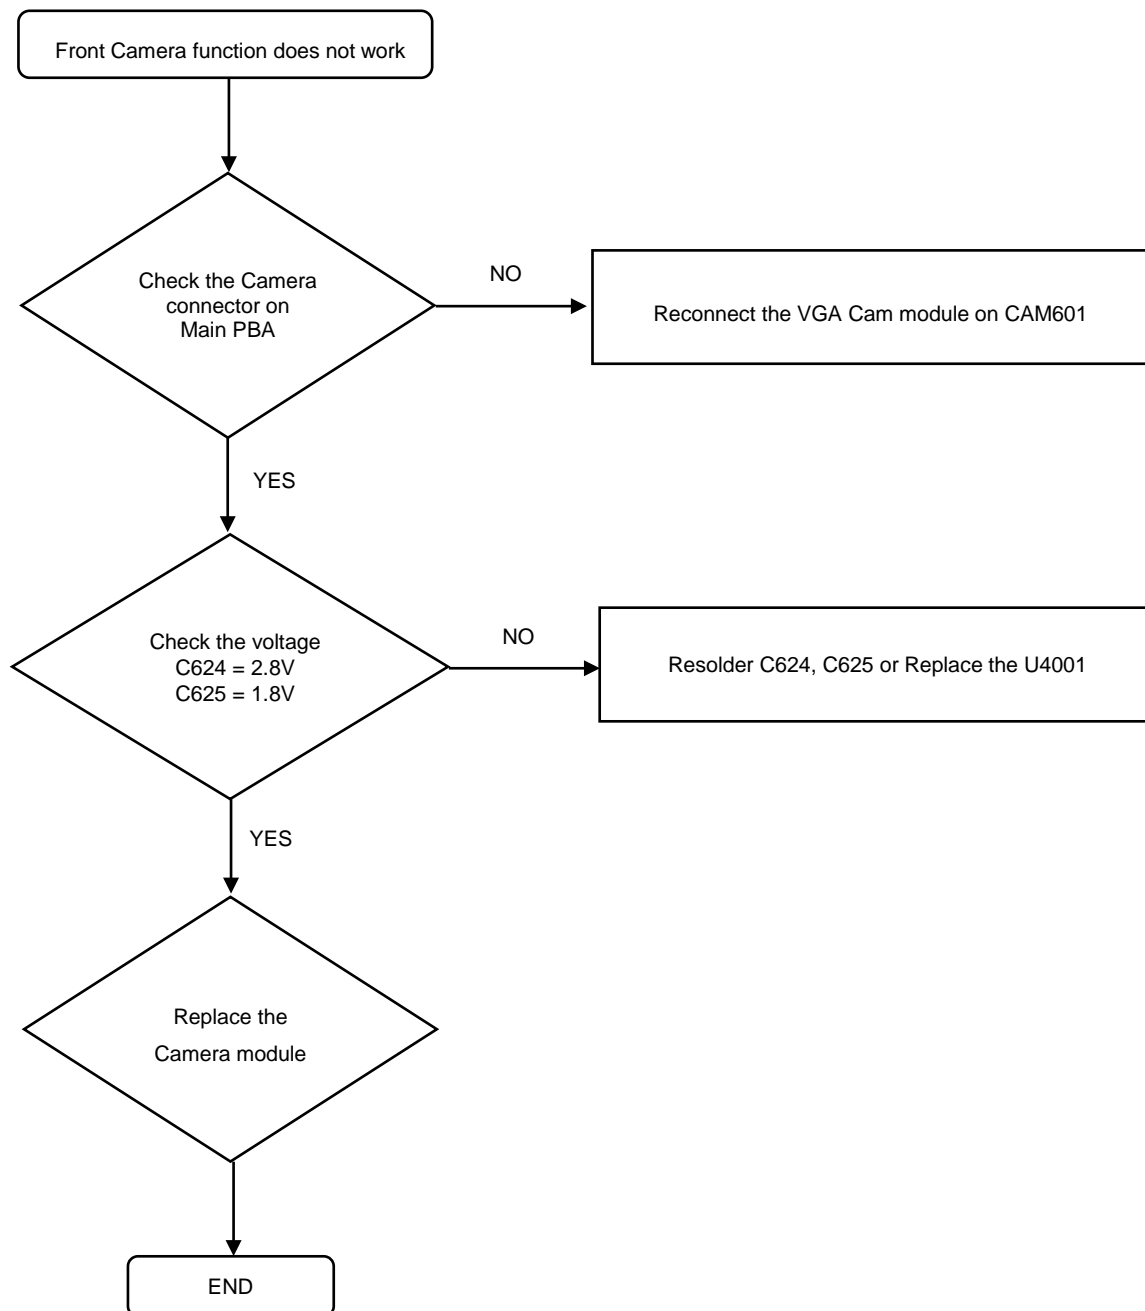 Front Camera function does not work
Check the Camera
connector on
Main PBA
NO
Reconnect the VGA Cam module on CAM601
YES
Check the voltage
C624 = 2.8V
C625 = 1.8V
NO
Resolder C624, C625 or Replace the U4001
YES
Replace the
Camera module
END